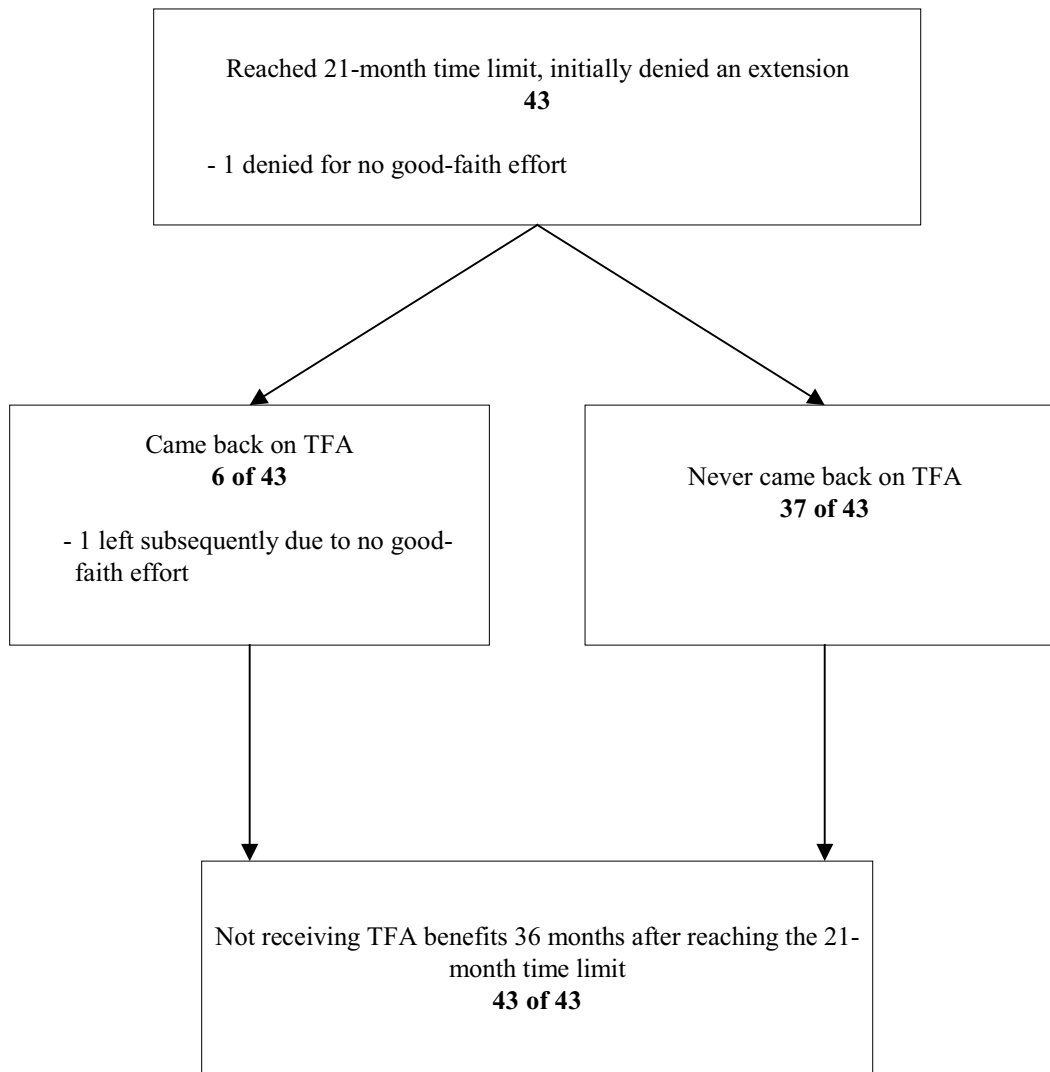 Reached 21-month time limit, initially denied an extension
43
- 1 denied for no good-faith effort
Came back on TFA
6 of 43
- 1 left subsequently due to no good-
faith effort
Never came back on TFA
37 of 43
Not receiving TFA benefits 36 months after reaching the 21-
month time limit
43 of 43